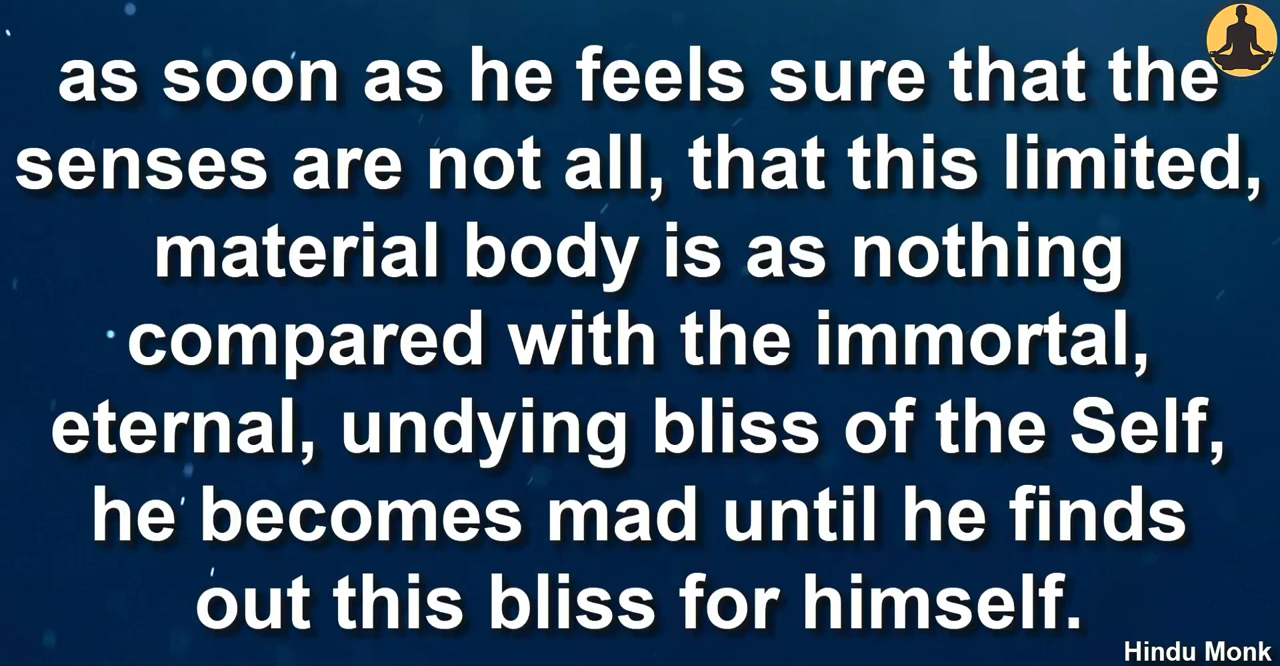 as soon as he feels sure that the
senses are not all, that this limited,
material body is as nothing
compared with the immortal,
eternal, undying bliss of the Self,
he becomes mad until he finds
out this bliss for himself.
Hindu Monk